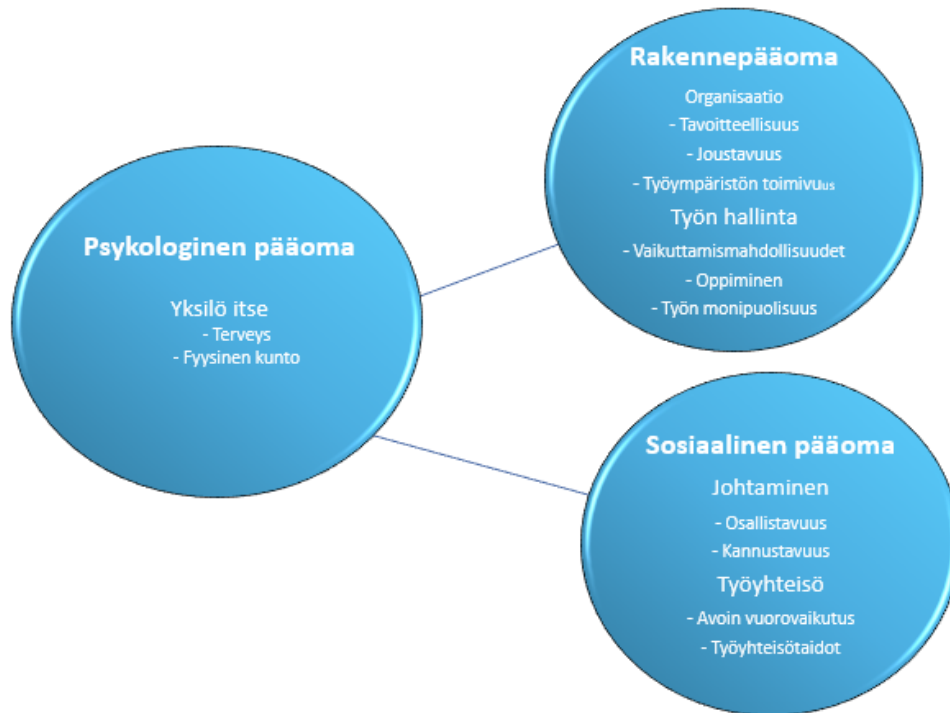 Psykologinen pääoma
Yksilö itse
- Terveys
- Fyysinen kunto
Rakennepääoma
Organisaatio
- Tavoitteellisuus
- Joustavuus
- Työympäristön toimivuus
Työn hallinta
- Vaikuttamismahdollisuudet
- Oppiminen
- Työn monipuolisuus
Sosiaalinen pääoma
Johtaminen
- Osallistavuus
- Kannustavuus
Työyhteisö
- Avoin vuorovaikutus
- Työyhteisötaidot